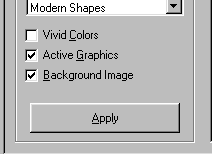 Modern Shapes
Vivid Colors
Active Graphics
Background Image
Apply